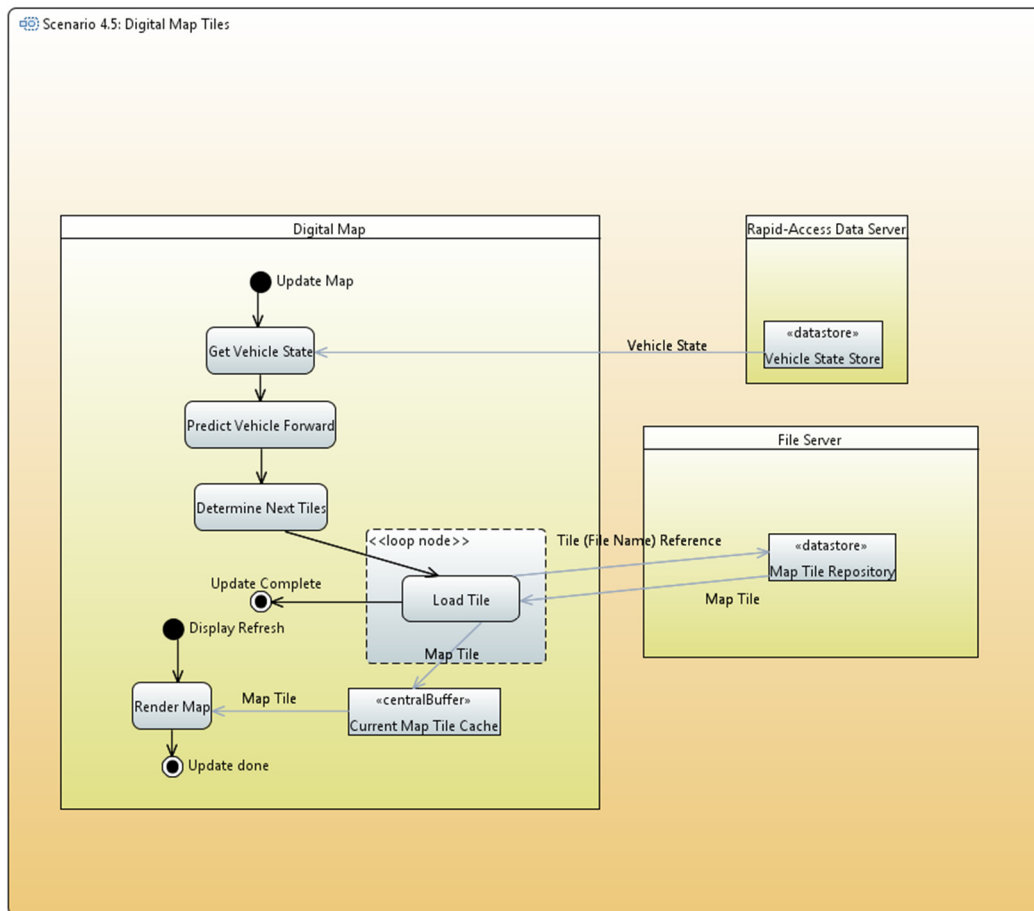 Scenario 4.5: Digital Map Tiles
Digital Map
Rapid-Access Data Server
Update Map
«datastore»
Vehicle State
Get Vehicle State
Vehicle State Store
Predict Vehicle Forward
File Server
Determine Next Tiles
<<loop node>>
Tile (File Name) Reference
«datastore»
Map Tile Repository
Update Complete
Load Tile
Map Tile
Display Refresh
Map Tile
Render Map
Map Tile
«centralBuffer»
Current Map Tile Cache
Update done